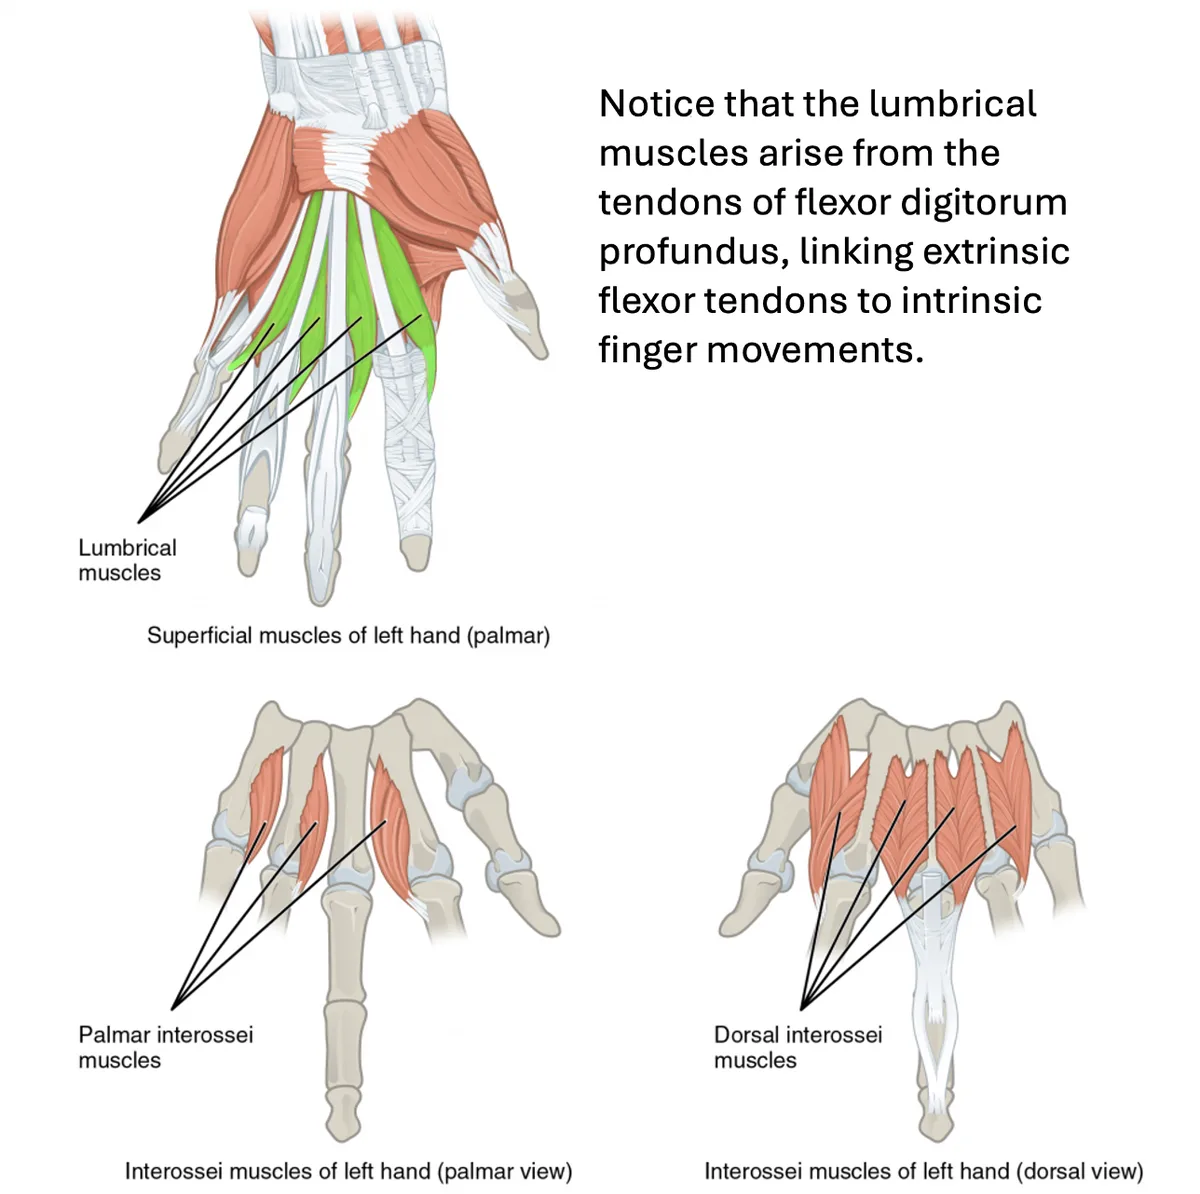 Notice that the lumbrical
muscles arise from the
tendons of flexor digitorum
profundus, linking extrinsic
flexor tendons to intrinsic
finger movements.
Lumbrical
muscles
Superficial muscles of left hand (palmar)
Palmar interossei
muscles
Interossei muscles of left hand (palmar view)
Dorsal interossei
muscles
Interossei muscles of left hand (dorsal view)